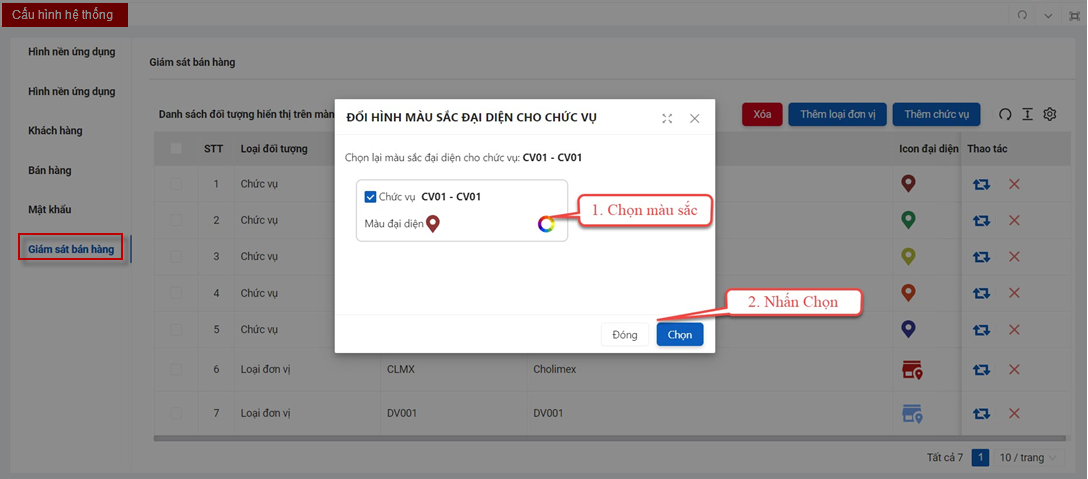 Cấu hình hệ thống
Hình nền ứng dụng
Hình nền ứng dụng
Khách hàng
Bán hàng
Mật khẩu
Giám sát bán hàng
Giám sát bán hàng
Danh sách đối tượng hiển thị trên màn
Xóa
Thêm loại đơn vị
Thêm chức vụ
STT Loại đối tượng Icon đại diện Thao tác
1 Chức vụ
2 Chức vụ
3 Chức vụ
4 Chức vụ
5 Chức vụ
6 Loại đơn vị CLMX Cholimex
7 Loại đơn vị DV001 DV001
Tất cả 7 1 10 / trang
ĐỔI HÌNH MÀU SẮC ĐẠI DIỆN CHO CHỨC VỤ
Chọn lại màu sắc đại diện cho chức vụ: CV01 - CV01
Chức vụ CV01 - CV01
Màu đại diện
1. Chọn màu sắc
2. Nhấn Chọn
Đóng
Chọn